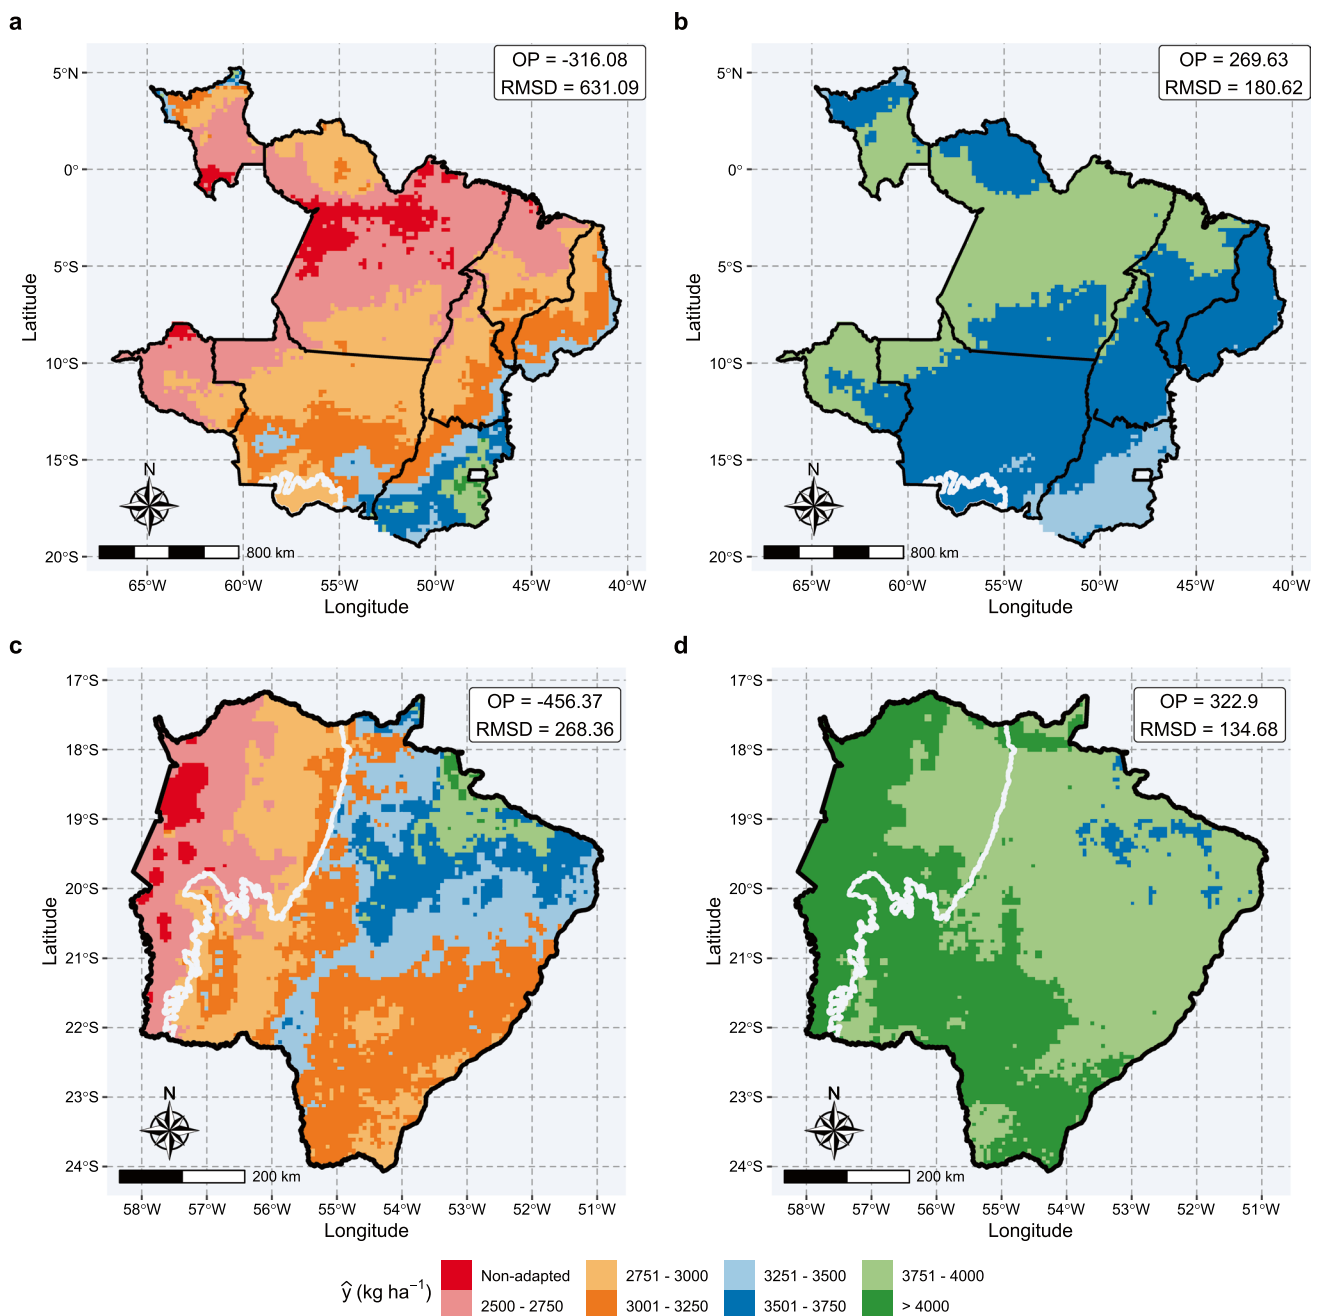 a
OP = -316.08
RMSD = 631.09
5°N
0°
5°S
10°S
15°S
20°S
Latitude
N
800 km
65°W 60°W 55°W 50°W 45°W 40°W
Longitude
b
OP = 269.63
RMSD = 180.62
5°N
0°
5°S
10°S
15°S
20°S
Latitude
N
800 km
65°W 60°W 55°W 50°W 45°W 40°W
Longitude
c
OP = -456.37
RMSD = 268.36
17°S
18°S
19°S
20°S
21°S
22°S
23°S
24°S
Latitude
N
200 km
58°W 57°W 56°W 55°W 54°W 53°W 52°W 51°W
Longitude
d
OP = 322.9
RMSD = 134.68
17°S
18°S
19°S
20°S
21°S
22°S
23°S
24°S
Latitude
N
200 km
58°W 57°W 56°W 55°W 54°W 53°W 52°W 51°W
Longitude
ŷ (kg ha⁻¹)
Non-adapted 2751 - 3000 3251 - 3500 3751 - 4000
2500 - 2750 3001 - 3250 3501 - 3750 > 4000